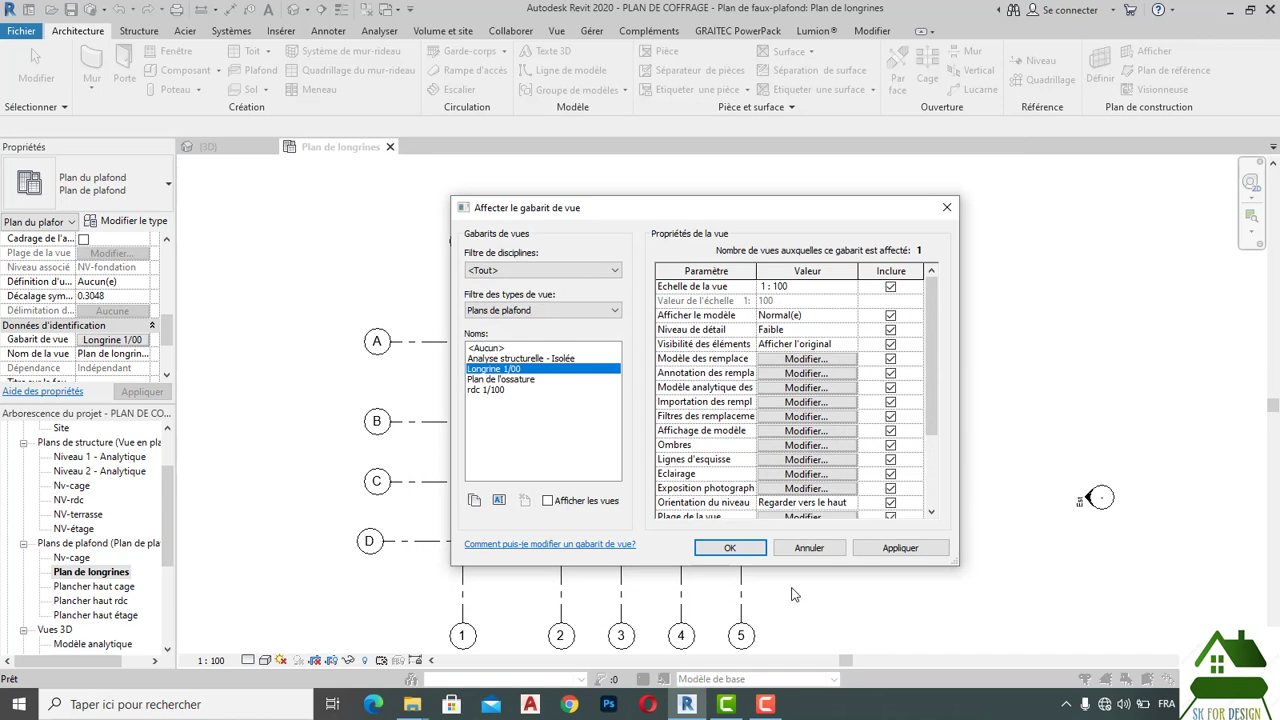 Autodesk Revit 2020 - PLAN DE COFFRAGE - Plan de faux-plafond: Plan de longrines
Se connecter
Fichier Architecture Structure Acier Systèmes Insérer Annoter Analyser Volume et site Collaborer Vue Gérer Compléments GRAITEC PowerPack Lumion® Modifier
Modifier
Mur
Porte
Fenêtre
Composant
Poteau
Toit
Plafond
Sol
Système de mur-rideau
Quadrillage du mur-rideau
Meneau
Garde-corps
Rampe d'accès
Escalier
Texte 3D
Ligne de modèle
Groupe de modèles
Pièce
Séparateur de pièces
Etiqueter une pièce
Surface
Séparation de surface
Etiqueter une surface
Par face
Cage
Mur
Vertical
Lucarne
Niveau
Quadrillage
Définir
Afficher
Plan de référence
Visionneuse
Sélectionner Création Circulation Modèle Pièce et surface Ouverture Référence Plan de construction
Propriétés
{3D}
Plan de longrines
Plan du plafond
Plan de plafond
Plan du plafor
Modifier le type
Cadrage de l'a...
Plage de la vue Modifier...
Niveau associé NV-fondation
Définition d'u... Aucun(e)
Décalage sym... 0.3048
Délimitation d... Aucune
Données d'identification
Gabarit de vue Longrine 1/00
Nom de la vue Plan de longrin...
Dépendance Indépendant
Aide des propriétés Appliquer
Arborescence du projet - PLAN DE CO...
Site
Plans de structure (Vue en pla
Niveau 1 - Analytique
Niveau 2 - Analytique
Nv-cage
NV-rdc
NV-terrasse
NV-étage
Plans de plafond (Plan de pla
Nv-cage
Plan de longrines
Plancher haut cage
Plancher haut rdc
Plancher haut étage
Vues 3D
Modèle analytique
A
B
C
D
1 2 3 4 5
Est
Affecter le gabarit de vue
Gabarits de vues
Filtre de disciplines:
<Tout>
Filtre des types de vue:
Plans de plafond
Noms:
<Aucun>
Analyse structurelle - Isolée
Longrine 1/00
Plan de l'ossature
rdc 1/100
Afficher les vues
Comment puis-je modifier un gabarit de vue?
Propriétés de la vue
Nombre de vues auxquelles ce gabarit est affecté: 1
Paramètre Valeur Inclure
Echelle de la vue 1 : 100
Valeur de l'échelle 1: 100
Afficher le modèle Normal(e)
Niveau de détail Faible
Visibilité des éléments Afficher l'original
Modèle des remplace Modifier...
Annotation des rempla Modifier...
Modèle analytique des Modifier...
Importation des rempl Modifier...
Filtres des remplaceme Modifier...
Affichage de modèle Modifier...
Ombres Modifier...
Lignes d'esquisse Modifier...
Eclairage Modifier...
Exposition photograph Modifier...
Orientation du niveau Regarder vers le haut
Plage de la vue Modifier...
OK Annuler Appliquer
1 : 100
Prêt
:0
Modèle de base
Taper ici pour rechercher
FRA
SK FOR DESIGN